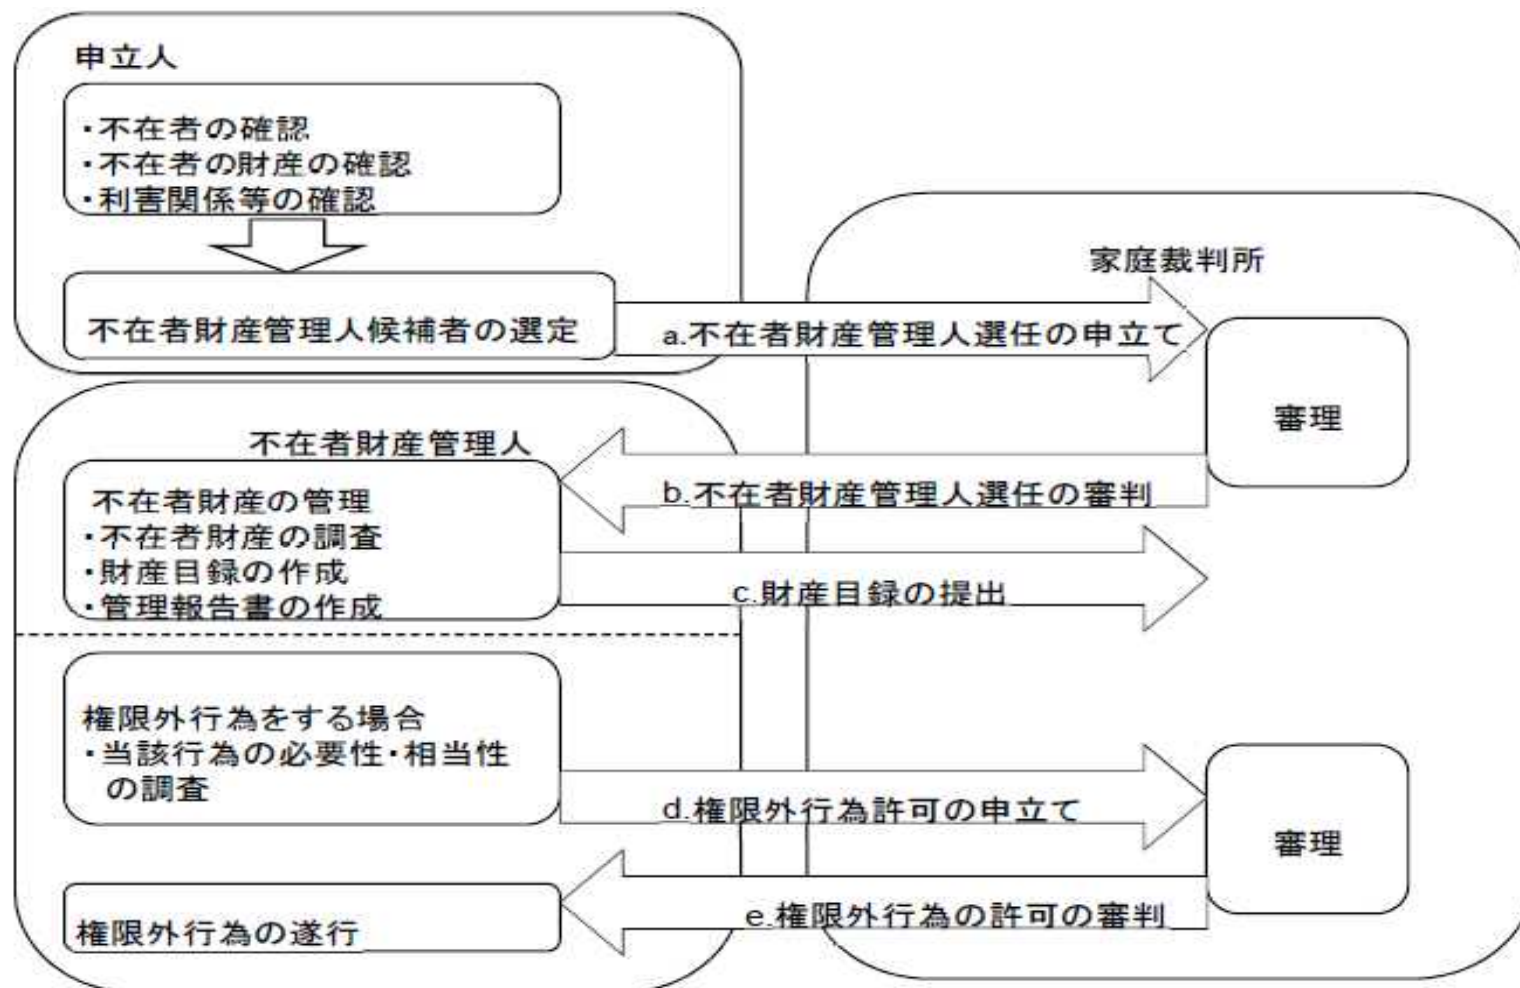 申立人
・不在者の確認
・不在者の財産の確認
・利害関係等の確認
不在者財産管理人候補者の選定
家庭裁判所
a.不在者財産管理人選任の申立て
審理
不在者財産管理人
b.不在者財産管理人選任の審判
不在者財産の管理
・不在者財産の調査
・財産目録の作成
・管理報告書の作成
c.財産目録の提出
権限外行為をする場合
・当該行為の必要性・相当性
の調査
d.権限外行為許可の申立て
審理
e.権限外行為の許可の審判
権限外行為の遂行